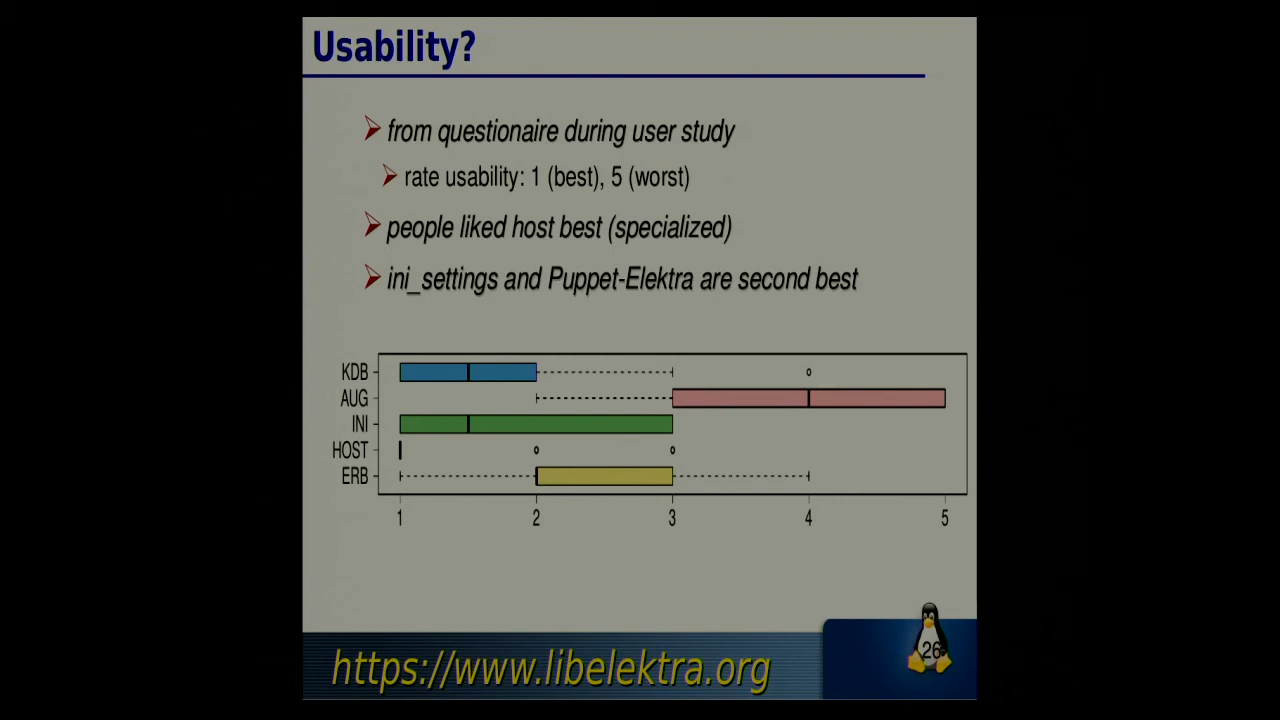 Usability?
from questionaire during user study
rate usability: 1 (best), 5 (worst)
people liked host best (specialized)
ini_settings and Puppet-Elektra are second best
KDB
AUG
INI
HOST
ERB
1 2 3 4 5
https://www.libelektra.org
26